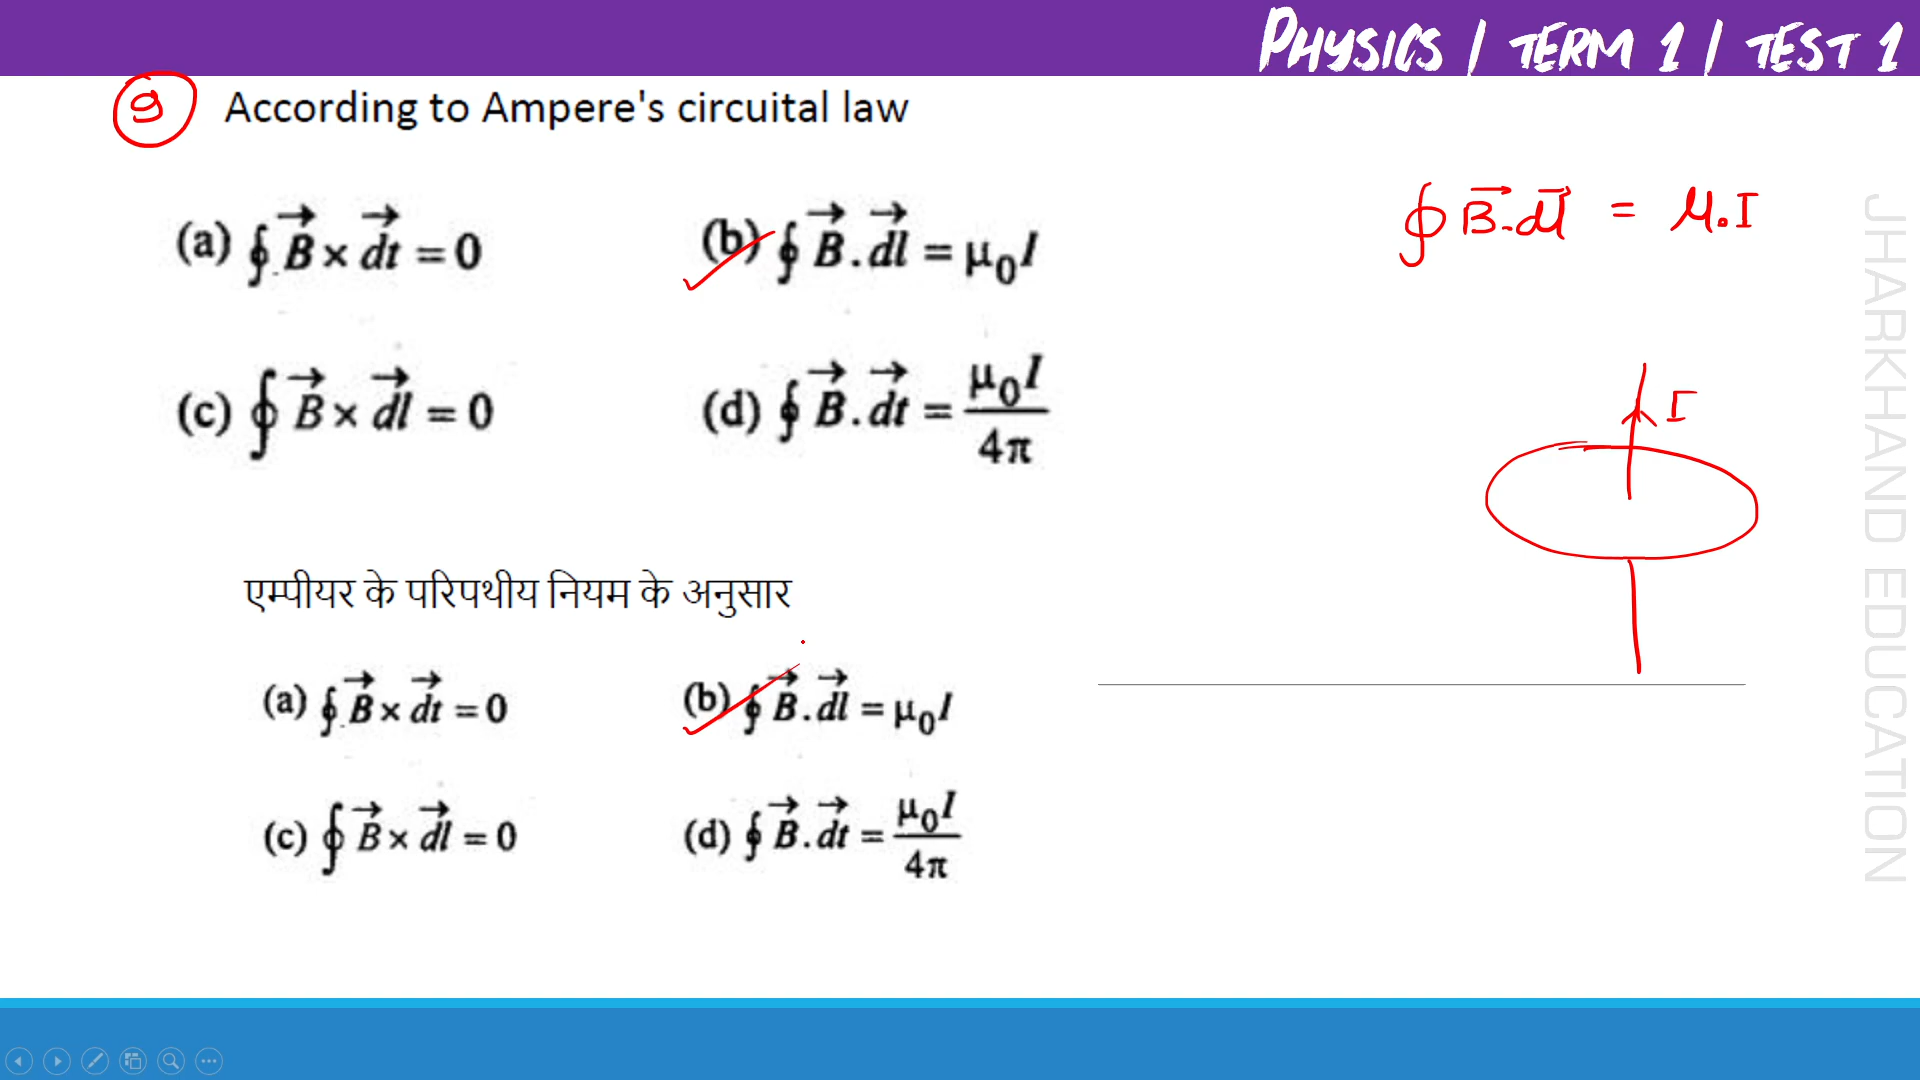 PHYSICS | TERM 1 | TEST 1
9 According to Ampere's circuital law
(a) ∮ B⃗ × dt⃗ = 0
(b) ∮ B⃗ . dl⃗ = μ₀I
∮ B⃗ . dl⃗ = μ₀I
(c) ∮ B⃗ × dl⃗ = 0
(d) ∮ B⃗ . dt⃗ = μ₀I / 4π
I
एम्पीयर के परिपथीय नियम के अनुसार
(a) ∮ B⃗ × dt⃗ = 0
(b) ∮ B⃗ . dl⃗ = μ₀I
(c) ∮ B⃗ × dl⃗ = 0
(d) ∮ B⃗ . dt⃗ = μ₀I / 4π
JHARKHAND EDUCATION